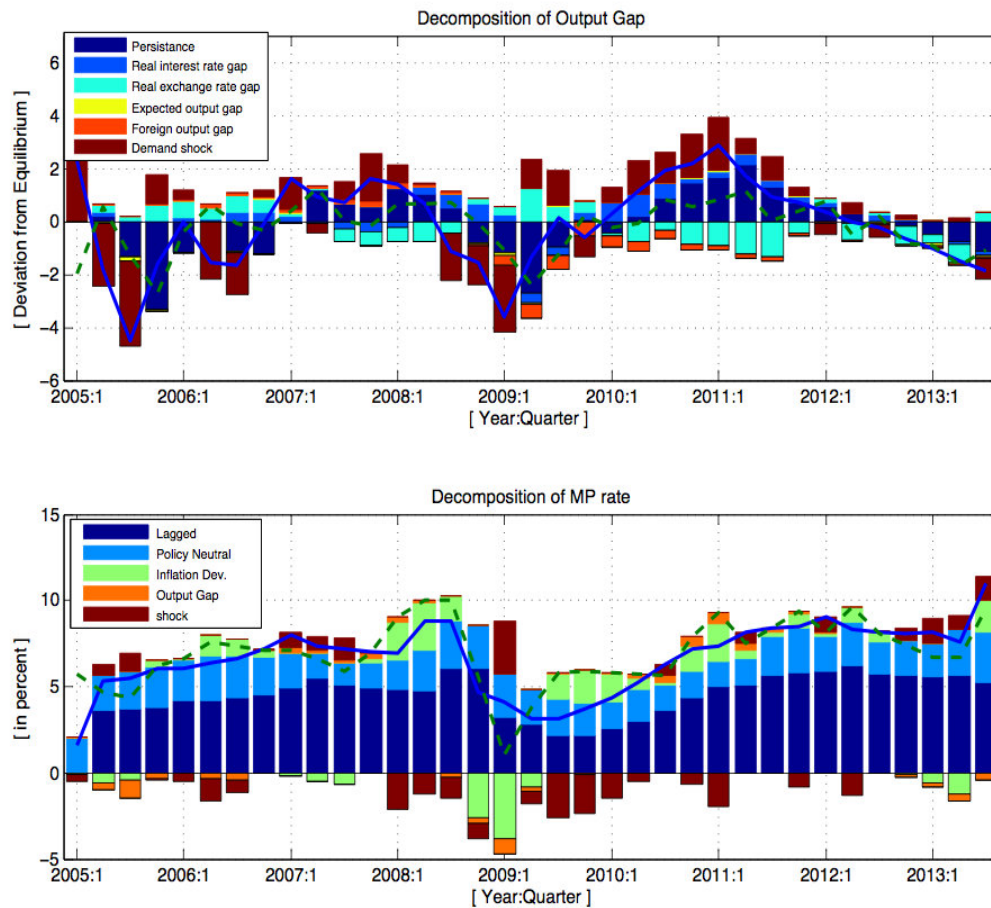 Decomposition of Output Gap
[ Deviation from Equilibrium ]
6
4
2
0
−2
−4
−6
Persistance
Real interest rate gap
Real exchange rate gap
Expected output gap
Foreign output gap
Demand shock
2005:1 2006:1 2007:1 2008:1 2009:1 2010:1 2011:1 2012:1 2013:1
[ Year:Quarter ]
Decomposition of MP rate
[ in percent ]
15
10
5
0
−5
Lagged
Policy Neutral
Inflation Dev.
Output Gap
shock
2005:1 2006:1 2007:1 2008:1 2009:1 2010:1 2011:1 2012:1 2013:1
[ Year:Quarter ]